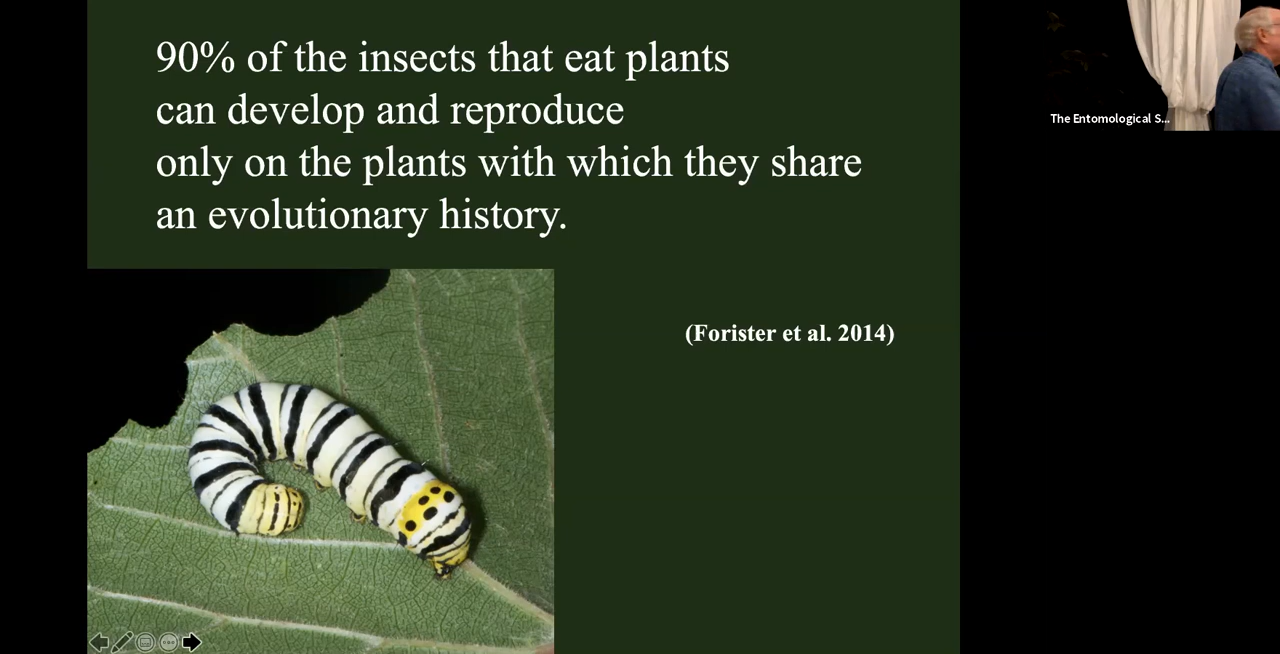 90% of the insects that eat plants
can develop and reproduce
only on the plants with which they share
an evolutionary history.
(Forister et al. 2014)
The Entomological S...